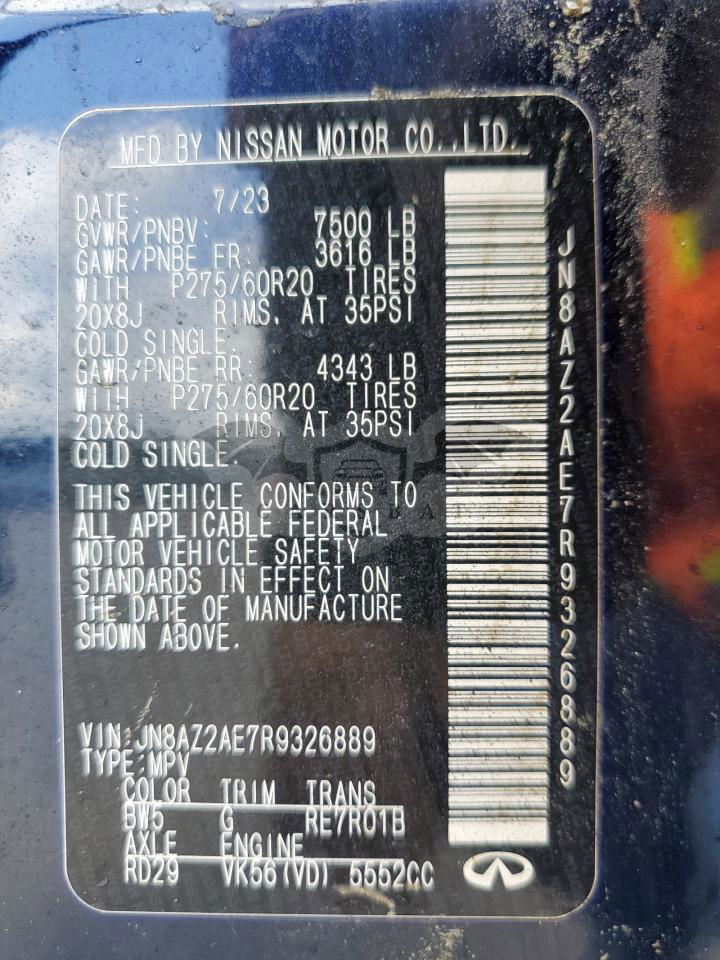 MFD BY NISSAN MOTOR CO.,LTD.
DATE: 7/23
GVWR/PNBV: 7500 LB
GAWR/PNBE FR: 3616 LB
WITH P275/60R20 TIRES
20X8J RIMS, AT 35PSI
COLD SINGLE.
GAWR/PNBE RR: 4343 LB
WITH P275/60R20 TIRES
20X8J RIMS, AT 35PSI
COLD SINGLE.
THIS VEHICLE CONFORMS TO
ALL APPLICABLE FEDERAL
MOTOR VEHICLE SAFETY
STANDARDS IN EFFECT ON
THE DATE OF MANUFACTURE
SHOWN ABOVE.
VIN:JN8AZ2AE7R9326889
TYPE:MPV
COLOR TRIM TRANS
BW5 G RE7R01B
AXLE ENGINE
RD29 VK56(VD) 5552CC
JN8AZ2AE7R9326889